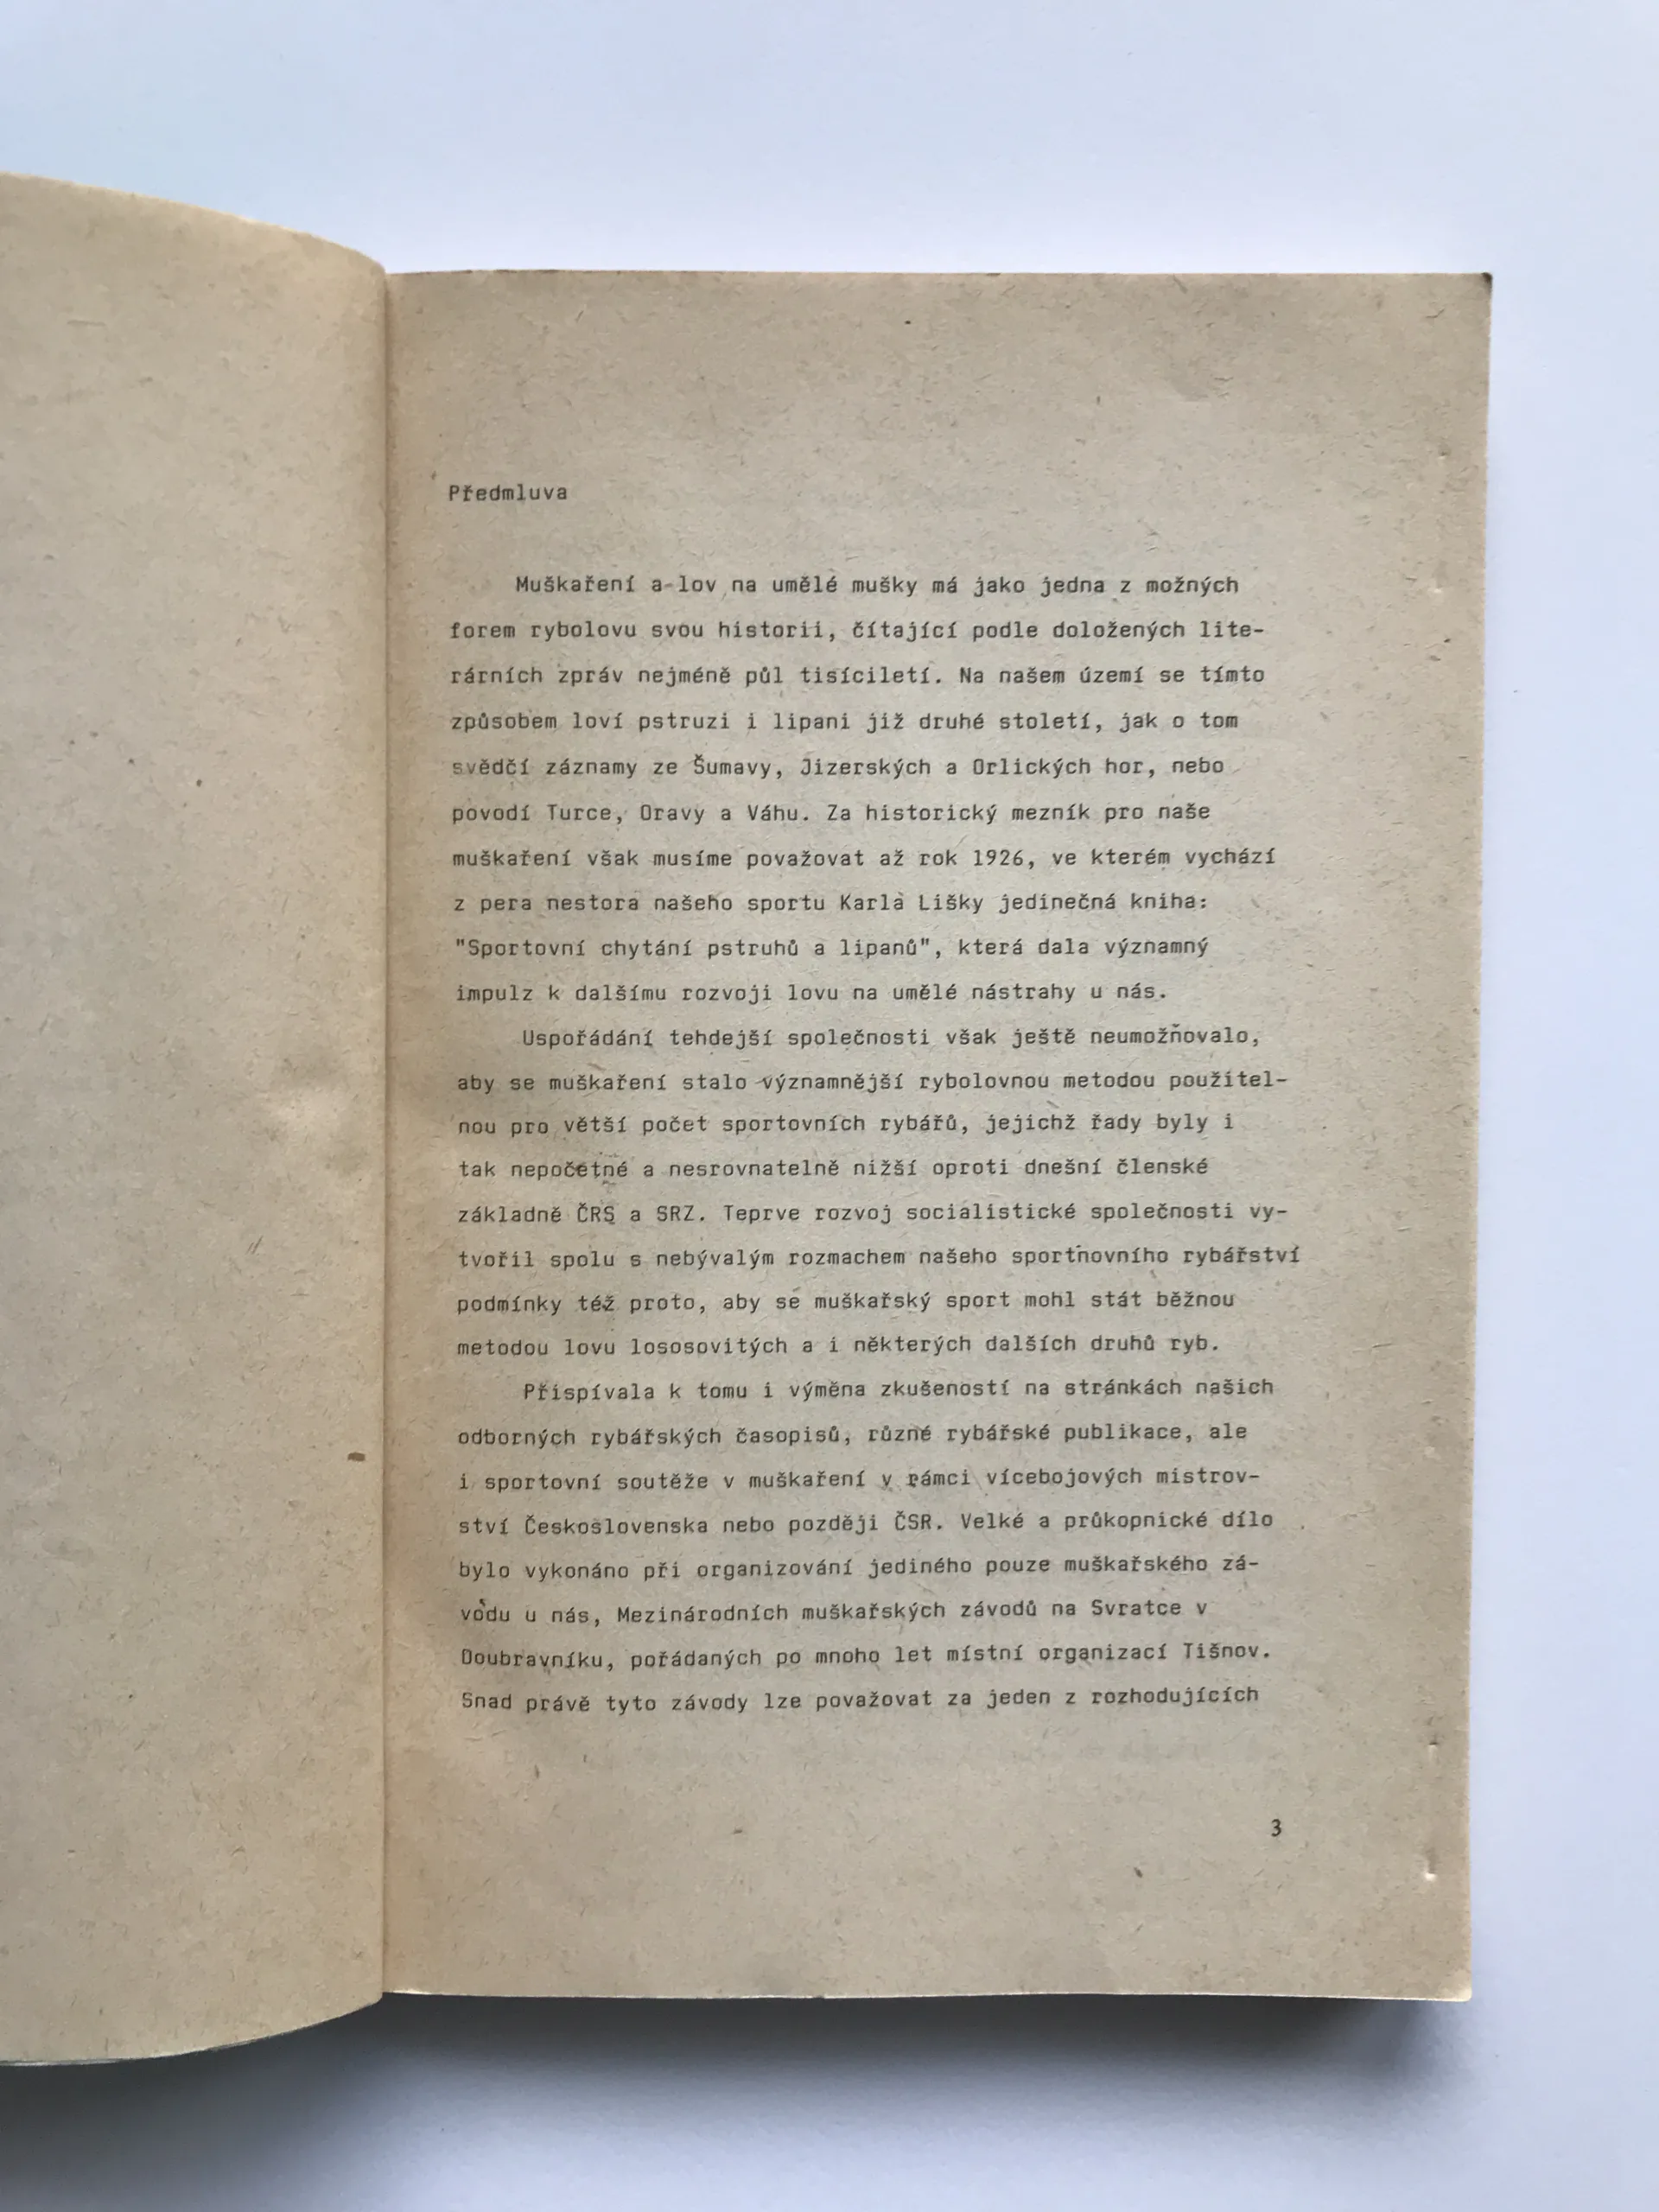 Předmluva
Muškaření a lov na umělé mušky má jako jedna z možných
forem rybolovu svou historii, čítající podle doložených lite-
rárních zpráv nejméně půl tisíciletí. Na našem území se tímto
způsobem loví pstruzi i lipani již druhé století, jak o tom
svědčí záznamy ze Šumavy, Jizerských a Orlických hor, nebo
povodí Turce, Oravy a Váhu. Za historický mezník pro naše
muškaření však musíme považovat až rok 1926, ve kterém vychází
z pera nestora našeho sportu Karla Lišky jedinečná kniha:
"Sportovní chytání pstruhů a lipanů", která dala významný
impulz k dalšímu rozvoji lovu na umělé nástrahy u nás.
Uspořádání tehdejší společnosti však ještě neumožňovalo,
aby se muškaření stalo významnější rybolovnou metodou použitel-
nou pro větší počet sportovních rybářů, jejichž řady byly i
tak nepočetné a nesrovnatelně nižší oproti dnešní členské
základně ČRS a SRZ. Teprve rozvoj socialistické společnosti vy-
tvořil spolu s nebývalým rozmachem našeho sportňovního rybářství
podmínky též proto, aby se muškařský sport mohl stát běžnou
metodou lovu lososovitých a i některých dalších druhů ryb.
Přispívala k tomu i výměna zkušeností na stránkách našich
odborných rybářských časopisů, různé rybářské publikace, ale
i sportovní soutěže v muškaření v rámci vícebojových mistrov-
ství Československa nebo později ČSR. Velké a průkopnické dílo
bylo vykonáno při organizování jediného pouze muškařského zá-
vodu u nás, Mezinárodních muškařských závodů na Svratce v
Doubravníku, pořádaných po mnoho let místní organizací Tišnov.
Snad právě tyto závody lze považovat za jeden z rozhodujících
3